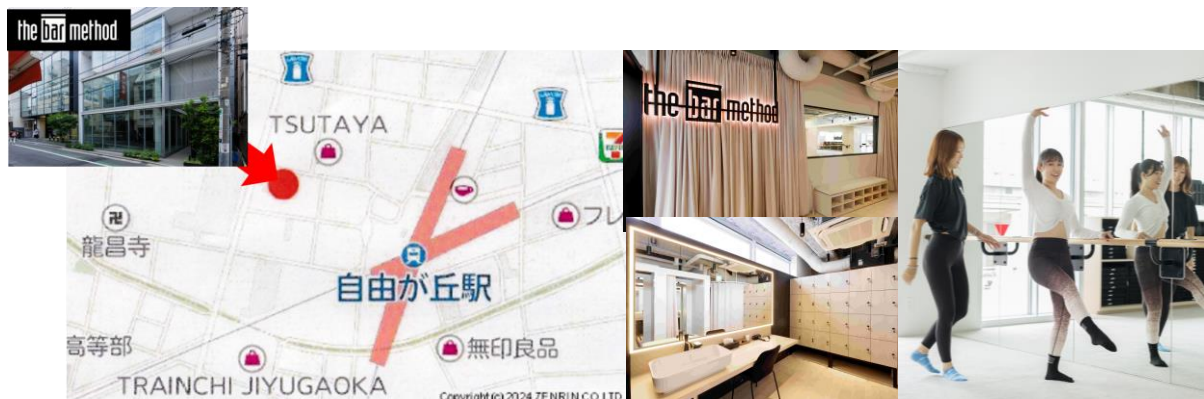 the bar method
TSUTAYA
龍昌寺
フレ
自由が丘駅
高等部
無印良品
TRAINCHI JIYUGAOKA
Copyright(c) 2024 ZENRIN CO.,LTD
the bar method